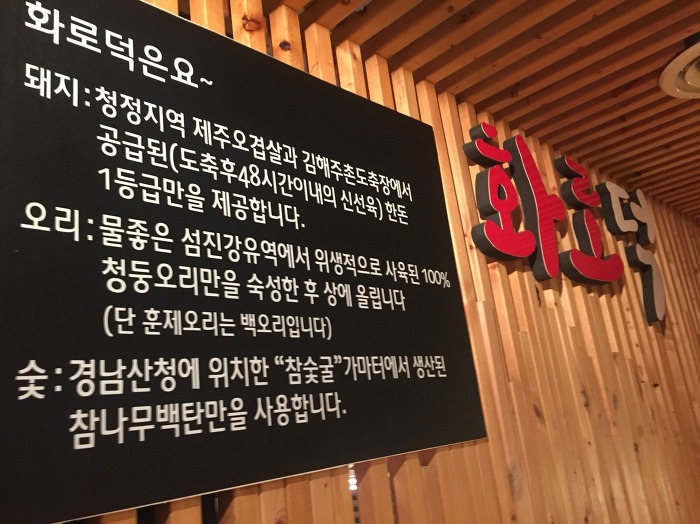 화로덕은요~
돼지:청정지역 제주오겹살과 김해주촌도축장에서
공급된(도축후48시간이내의 신선육) 한돈
1등급만을 제공합니다.
오리:물좋은 섬진강유역에서 위생적으로 사육된 100%
청둥오리만을 숙성한 후 상에 올립니다
(단 훈제오리는 백오리입니다)
숯:경남산청에 위치한 “참숯굴”가마터에서 생산된
참나무백탄만을 사용합니다.
화로덕